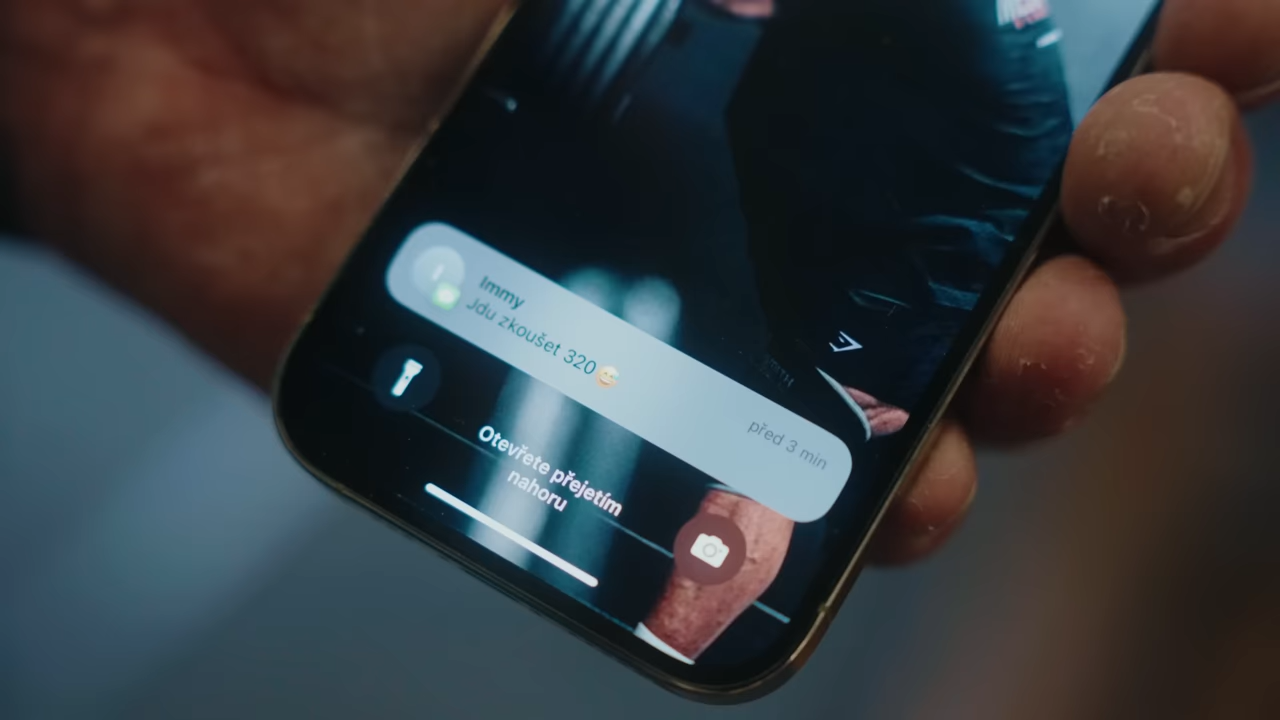 Immy
Jdu zkoušet 320😅
před 3 min
Otevřete přejetím
nahoru